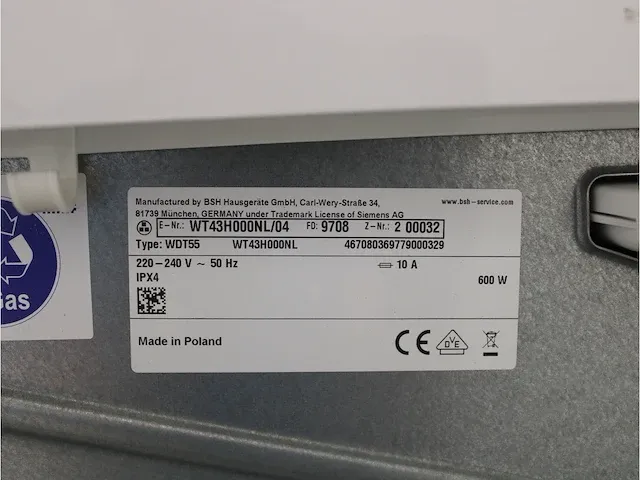 Manufactured by BSH Hausgeräte GmbH, Carl-Wery-Straße 34, www.bsh-service.com
81739 München, GERMANY under Trademark License of Siemens AG
E-Nr.: WT43H000NL/04 FD: 9708 Z-Nr.: 2 00032
Type: WDT55 WT43H000NL 467080369779000329
220-240 V ~ 50 Hz 10 A
IPX4 600 W
Made in Poland CE DVE
Gas